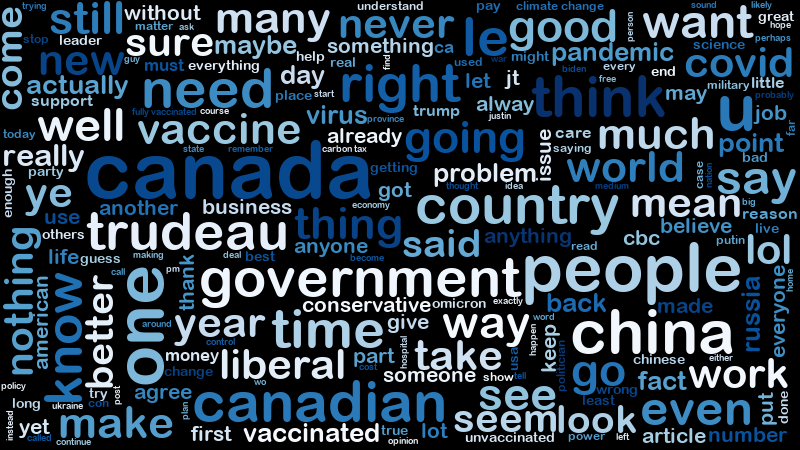 trying
still
without
many
never
understand
pay
climate change
sound
likely
come
stop
leader
matter
ask
sure
maybe
something
ca
le
good
person
want
great
hope
perhaps
new
guy
must
everything
help
real
find
used
war
might
pandemic
science
covid
actually
need
day
place
start
right
let
jt
biden
every
free
end
military
little
support
fully vaccinated
course
virus
province
trump
alway
think
may
u
probably
job
today
well
vaccine
already
justin
going
issue
care
saying
much
point
far
really
state
remember
carbon tax
canada
getting
problem
thought
idea
world
medium
case
nation
bad
say
party
enough
ye
another
business
got
economy
country
mean
big
reason
use
others
trudeau
thing
anyone
said
anything
read
cbc
believe
putin
live
lol
nothing
life
guess
making
call
pm
thank
deal
best
become
government
people
home
everyone
american
know
better
one
around
conservative
omicron
exactly
word
back
made
russia
year
control
time
give
way
happen
keep
china
chinese
either
policy
money
change
liberal
hospital
part
cost
take
usa
someone
show
tell
politician
go
wrong
fact
work
long
ukraine
try
con
post
agree
wo
plan
canadian
see
least
even
put
done
instead
yet
called
continue
make
first
vaccinated
true
opinion
lot
seem
unvaccinated
look
power
left
article
number